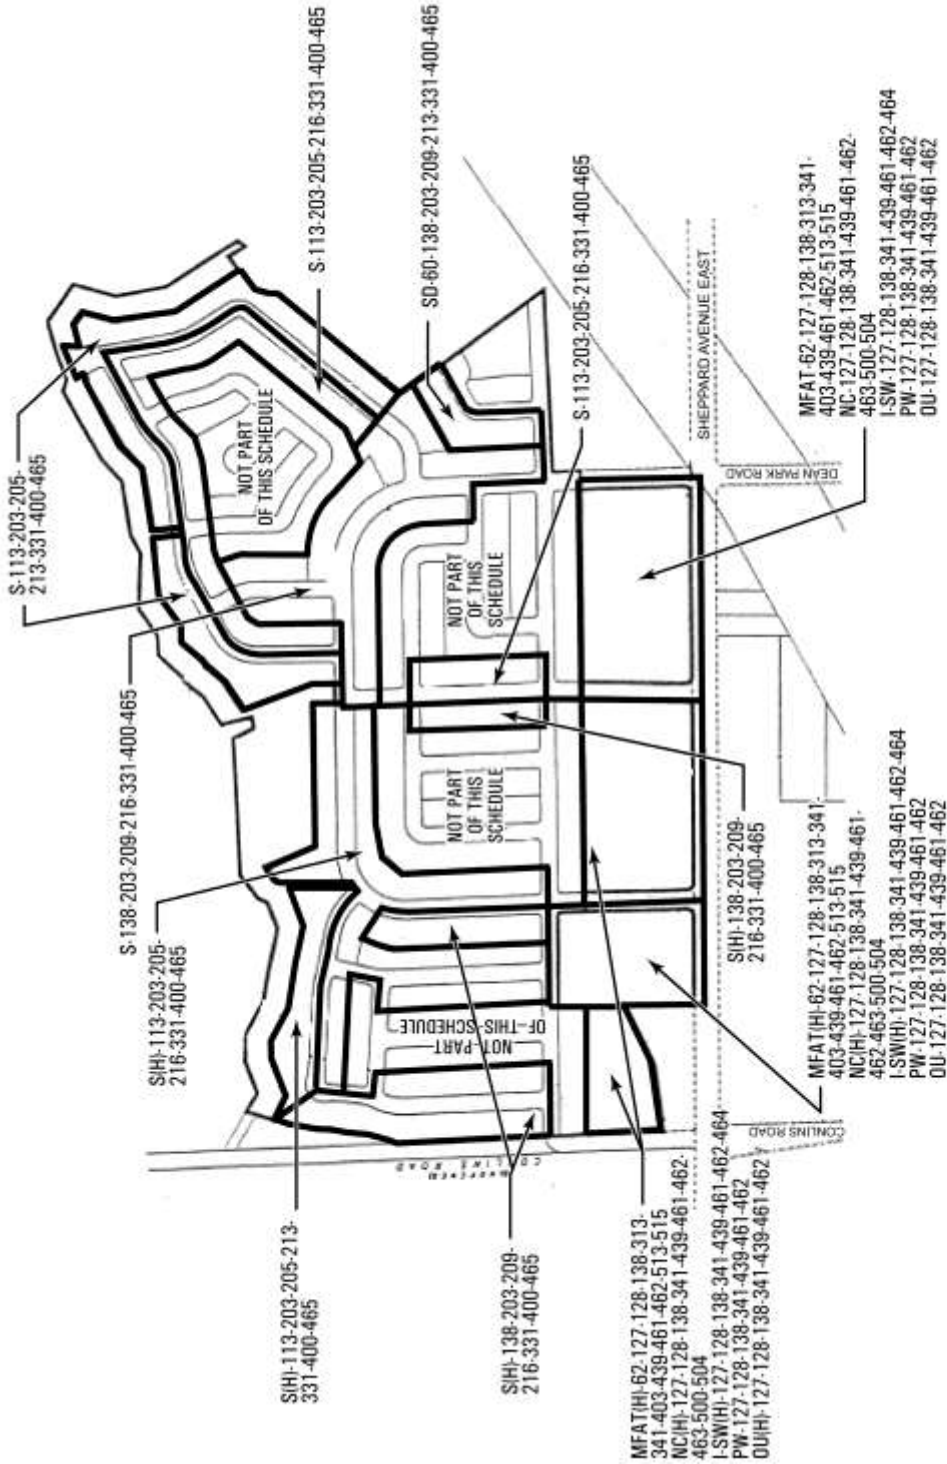 S-113-203-205-
213-331-400-465
S-113-203-205-216-331-400-465
SD-60-138-203-209-213-331-400-465
S-113-203-205-216-331-400-465
S-138-203-209-216-331-400-465
S(H)-113-203-205-
216-331-400-465
S(H)-113-203-205-213-
331-400-465
S(H)-138-203-209-
216-331-400-465
S(H)-138-203-209-
216-331-400-465
NOT PART
OF THIS SCHEDULE
NOT PART
OF THIS
SCHEDULE
NOT PART
OF THIS
SCHEDULE
NOT PART
OF THIS SCHEDULE
SHEPPARD AVENUE EAST
DEAN PARK ROAD
CONLINS ROAD
MFAT-62-127-128-138-313-341-
403-439-461-462-513-515
NC-127-128-138-341-439-461-462-
463-500-504
I-SW-127-128-138-341-439-461-462-464
PW-127-128-138-341-439-461-462
OU-127-128-138-341-439-461-462
MFAT(H)-62-127-128-138-313-341-
403-439-461-462-513-515
NC(H)-127-128-138-341-439-461-
462-463-500-504
I-SW(H)-127-128-138-341-439-461-462-464
PW-127-128-138-341-439-461-462
OU-127-128-138-341-439-461-462
MFAT(H)-62-127-128-138-313-
341-403-439-461-462-513-515
NC(H)-127-128-138-341-439-461-462-
463-500-504
I-SW(H)-127-128-138-341-439-461-462-464
PW-127-128-138-341-439-461-462
OU(H)-127-128-138-341-439-461-462